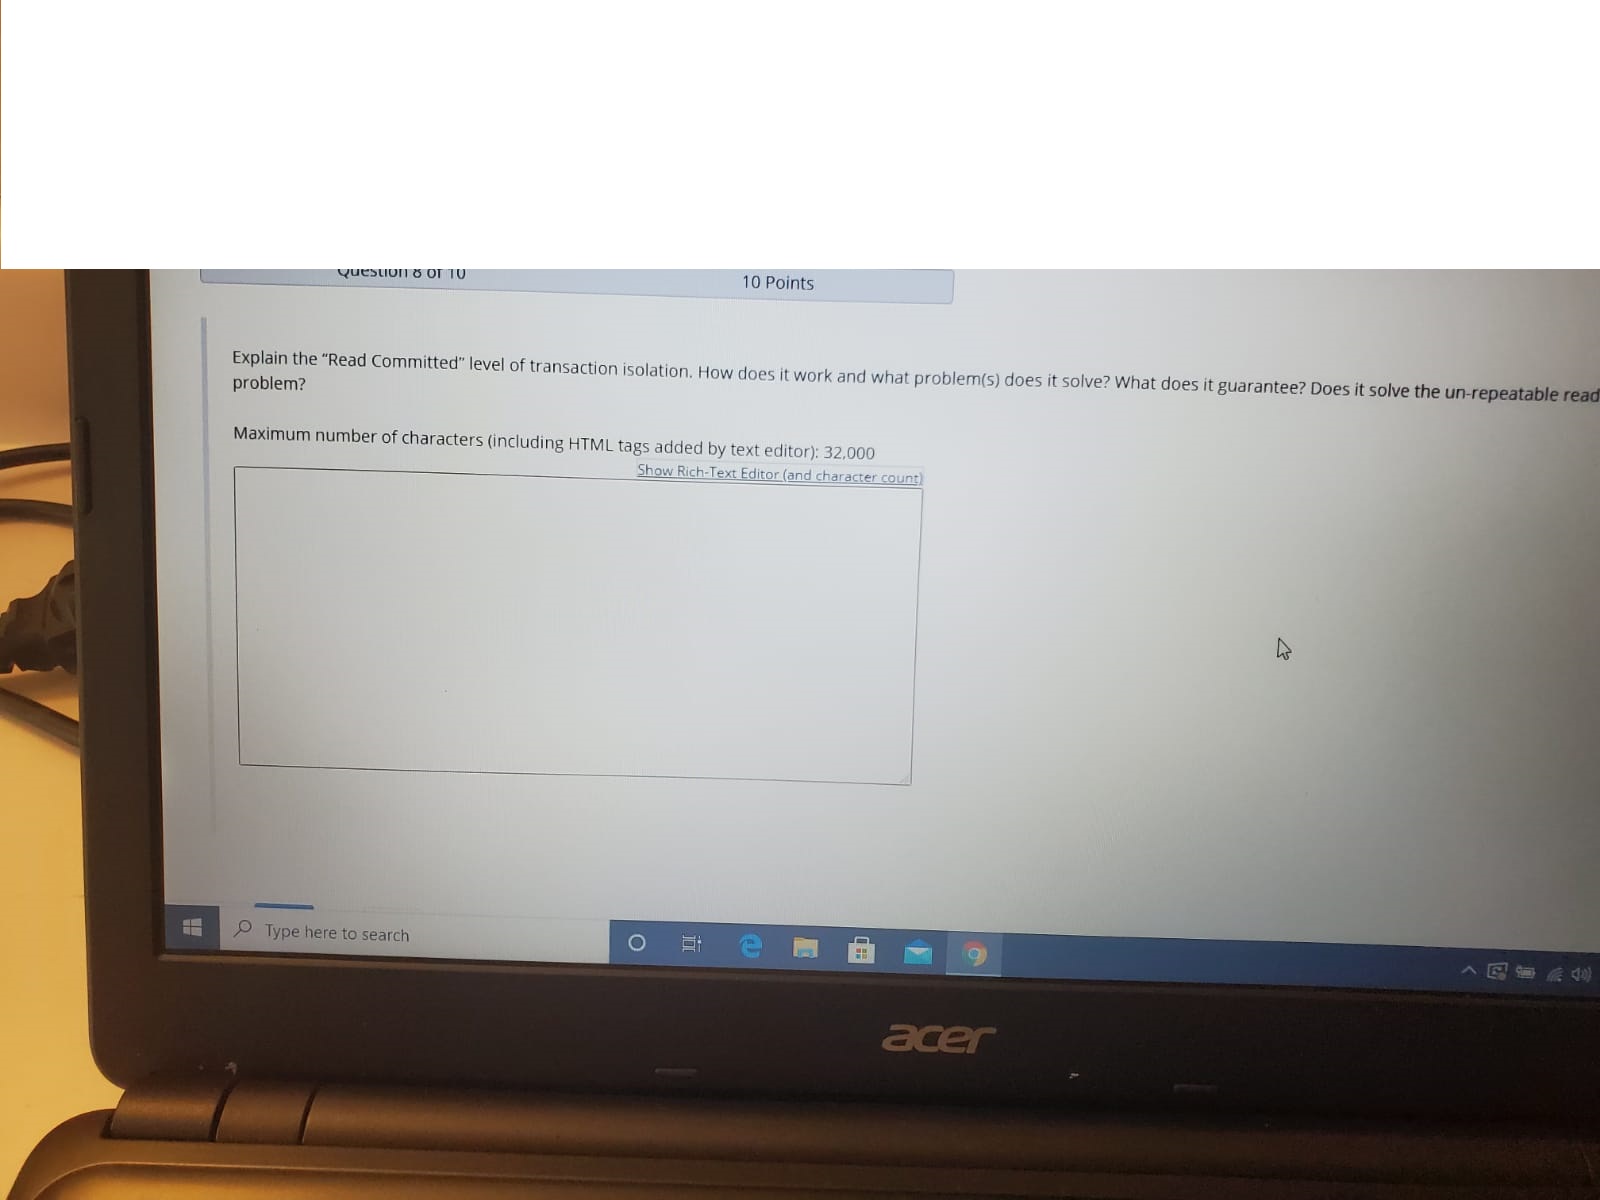 Question 8 of 10
10 Points
Explain the “Read Committed” level of transaction isolation. How does it work and what problem(s) does it solve? What does it guarantee? Does it solve the un-repeatable read
problem?
Maximum number of characters (including HTML tags added by text editor): 32,000
Show Rich-Text Editor (and character count)
Type here to search
acer